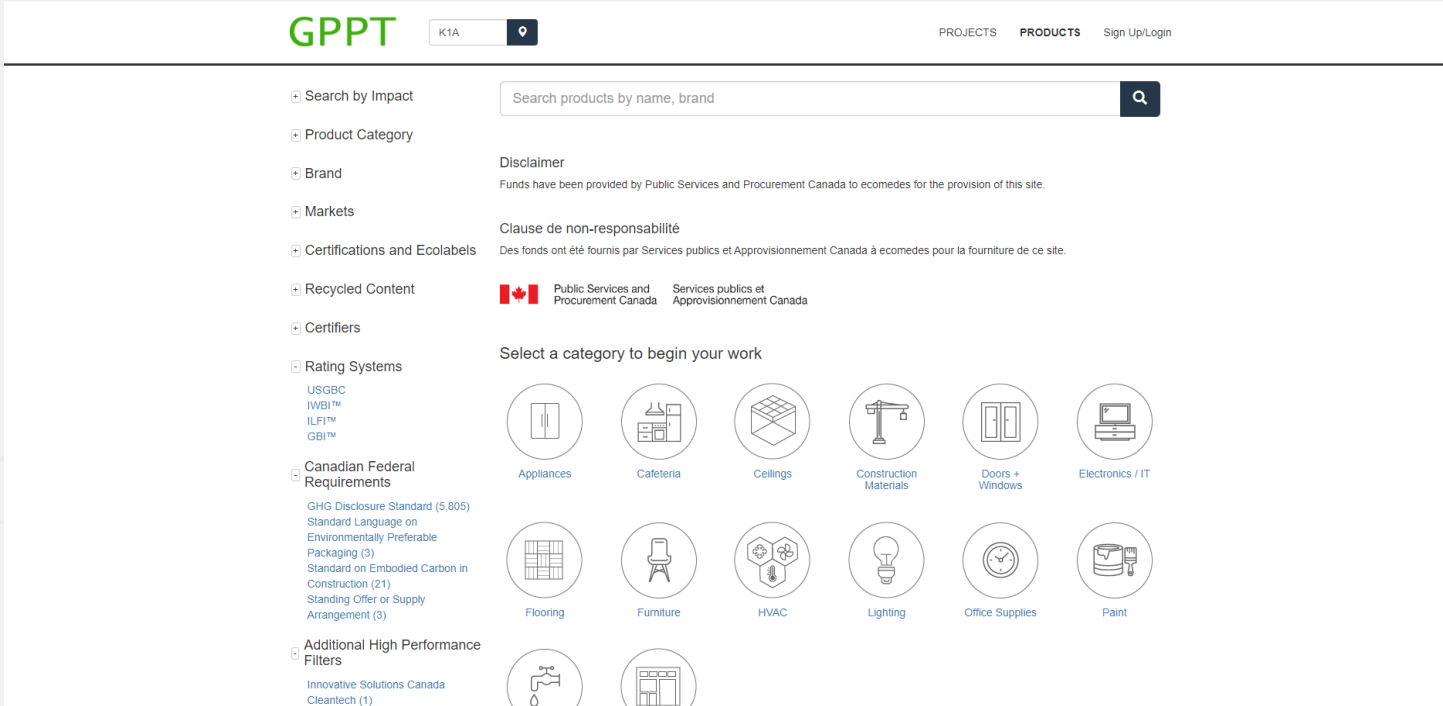 GPPT
K1A
PROJECTS
PRODUCTS
Sign Up/Login
Search by Impact
Product Category
Brand
Markets
Certifications and Ecolabels
Recycled Content
Certifiers
Rating Systems
USGBC
IWBI™
ILFI™
GBI™
Canadian Federal
Requirements
GHG Disclosure Standard (5,805)
Standard Language on
Environmentally Preferable
Packaging (3)
Standard on Embodied Carbon in
Construction (21)
Standing Offer or Supply
Arrangement (3)
Additional High Performance
Filters
Innovative Solutions Canada
Cleantech (1)
Search products by name, brand
Disclaimer
Funds have been provided by Public Services and Procurement Canada to ecomedes for the provision of this site.
Clause de non-responsabilité
Des fonds ont été fournis par Services publics et Approvisionnement Canada à ecomedes pour la fourniture de ce site.
Public Services and
Procurement Canada
Services publics et
Approvisionnement Canada
Select a category to begin your work
Appliances
Cafeteria
Ceilings
Construction
Materials
Doors +
Windows
Electronics / IT
Flooring
Furniture
HVAC
Lighting
Office Supplies
Paint